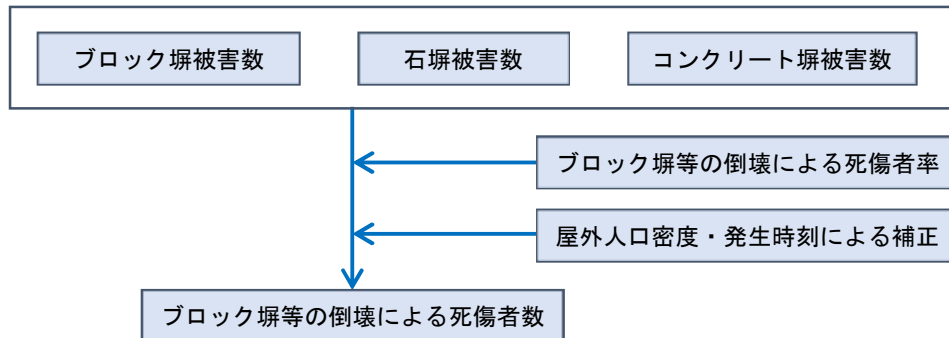 ブロック塀被害数
石塀被害数
コンクリート塀被害数
ブロック塀等の倒壊による死傷者率
屋外人口密度・発生時刻による補正
ブロック塀等の倒壊による死傷者数